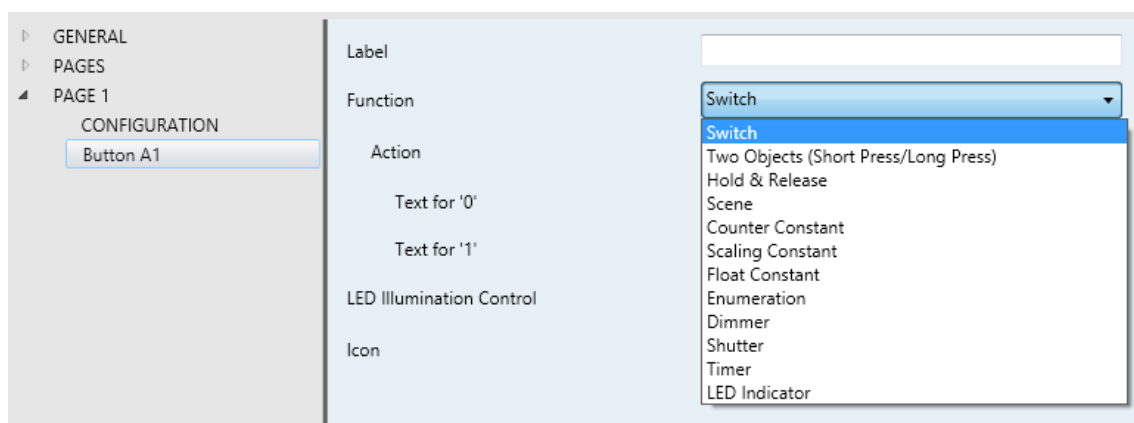 GENERAL
PAGES
PAGE 1
CONFIGURATION
Button A1
Label
Function
Switch
Action
Text for '0'
Text for '1'
LED Illumination Control
Icon
Switch
Two Objects (Short Press/Long Press)
Hold & Release
Scene
Counter Constant
Scaling Constant
Float Constant
Enumeration
Dimmer
Shutter
Timer
LED Indicator